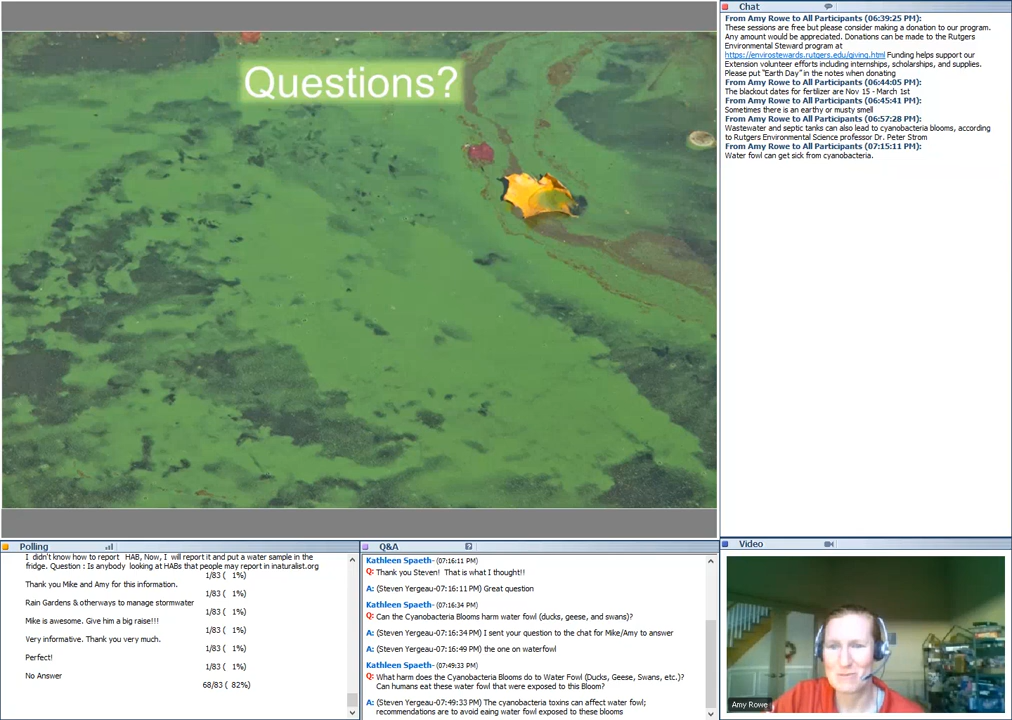 Questions?
Chat
From Amy Rowe to All Participants (06:39:25 PM):
These sessions are free but please consider making a donation to our program.
Any amount would be appreciated. Donations can be made to the Rutgers
Environmental Steward program at
https://envirostewards.rutgers.edu/giving.html Funding helps support our
Extension volunteer efforts including internships, scholarships, and supplies.
Please put "Earth Day" in the notes when donating
From Amy Rowe to All Participants (06:44:05 PM):
The blackout dates for fertilizer are Nov 15 - March 1st
From Amy Rowe to All Participants (06:45:41 PM):
Sometimes there is an earthy or musty smell
From Amy Rowe to All Participants (06:57:28 PM):
Wastewater and septic tanks can also lead to cyanobacteria blooms, according
to Rutgers Environmental Science professor Dr. Peter Strom
From Amy Rowe to All Participants (07:15:11 PM):
Water fowl can get sick from cyanobacteria.
Polling
I didn't know how to report HAB, Now, I will report it and put a water sample in the
fridge. Question : Is anybody looking at HABs that people may report in inaturalist.org
1/83 ( 1%)
Thank you Mike and Amy for this information.
1/83 ( 1%)
Rain Gardens & otherways to manage stormwater
1/83 ( 1%)
Mike is awesome. Give him a big raise!!!
1/83 ( 1%)
Very informative. Thank you very much.
1/83 ( 1%)
Perfect!
1/83 ( 1%)
No Answer
68/83 ( 82%)
Q&A
Kathleen Spaeth- (07:16:11 PM)
Q: Thank you Steven! That is what I thought!!
A: (Steven Yergeau-07:16:11 PM) Great question
Kathleen Spaeth- (07:16:34 PM)
Q: Can the Cyanobacteria Blooms harm water fowl (ducks, geese, and swans)?
A: (Steven Yergeau-07:16:34 PM) I sent your question to the chat for Mike/Amy to answer
A: (Steven Yergeau-07:16:49 PM) the one on waterfowl
Kathleen Spaeth- (07:49:33 PM)
Q: What harm does the Cyanobacteria Blooms do to Water Fowl (Ducks, Geese, Swans, etc.)?
Can humans eat these water fowl that were exposed to this Bloom?
A: (Steven Yergeau-07:49:33 PM) The cyanobacteria toxins can affect water fowl;
recommendations are to avoid eaing water fowl exposed to these blooms
Video
Amy Rowe